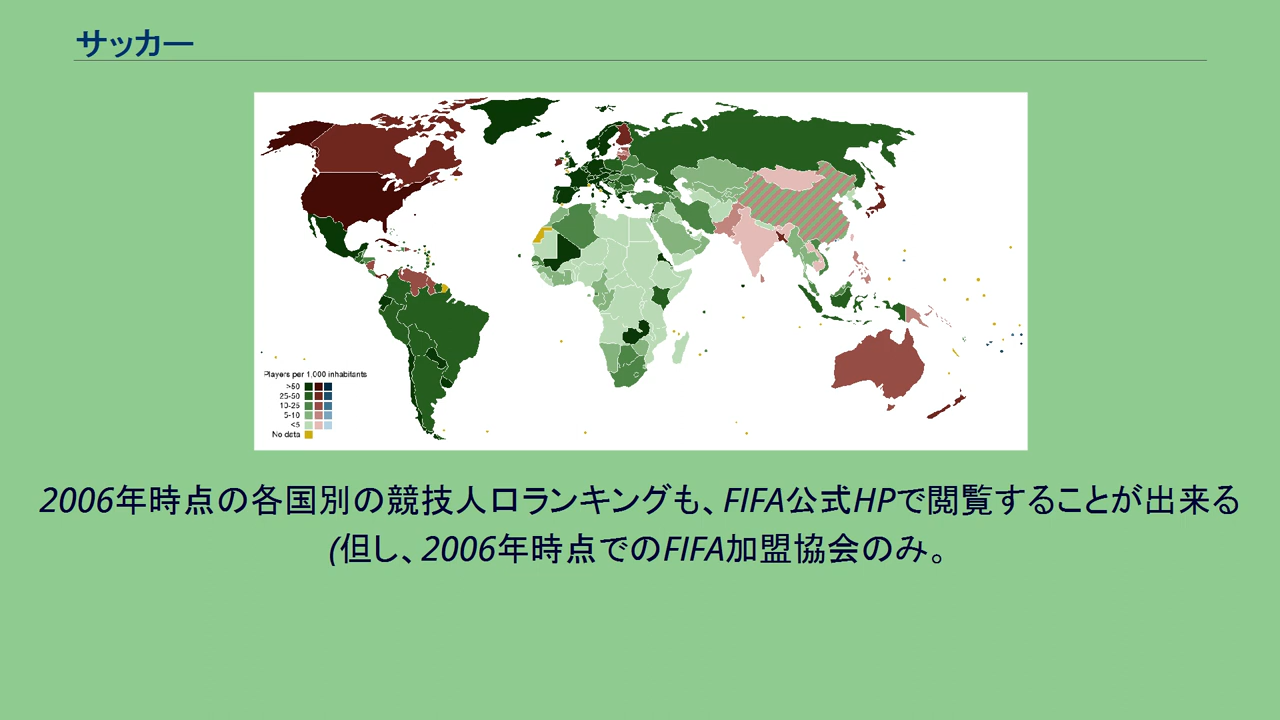 サッカー
Players per 1,000 inhabitants
>50
25-50
10-25
5-10
<5
No data
2006年時点の各国別の競技人口ランキングも、FIFA公式HPで閲覧することが出来る
(但し、2006年時点でのFIFA加盟協会のみ。